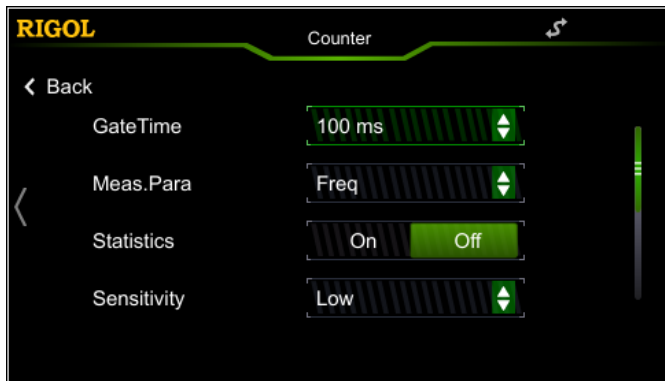 RIGOL
Counter
Back
GateTime 100 ms
Meas.Para Freq
Statistics On Off
Sensitivity Low